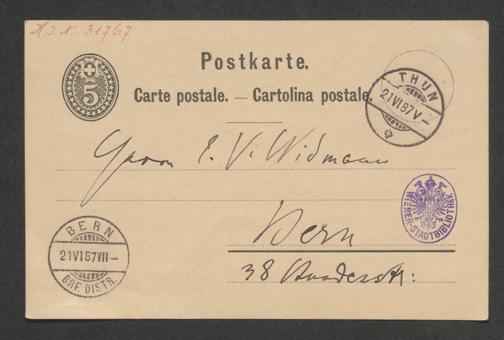 H.I.N. 31767
5
Postkarte.
Carte postale. — Cartolina postale.
THUN
21 VI 87 V –
Herrn J. V. Widmann
WIENER-STADTBIBLIOTHEK
Bern
BERN
21 VI 87 VII –
BRF. DISTR.
38